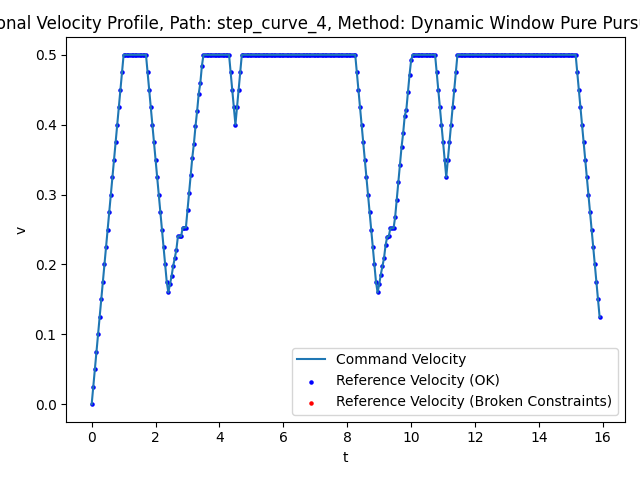 onal Velocity Profile, Path: step_curve_4, Method: Dynamic Window Pure Purs
0.5
0.4
0.3
0.2
0.1
0.0
v
Command Velocity
Reference Velocity (OK)
Reference Velocity (Broken Constraints)
0 2 4 6 8 10 12 14 16
t